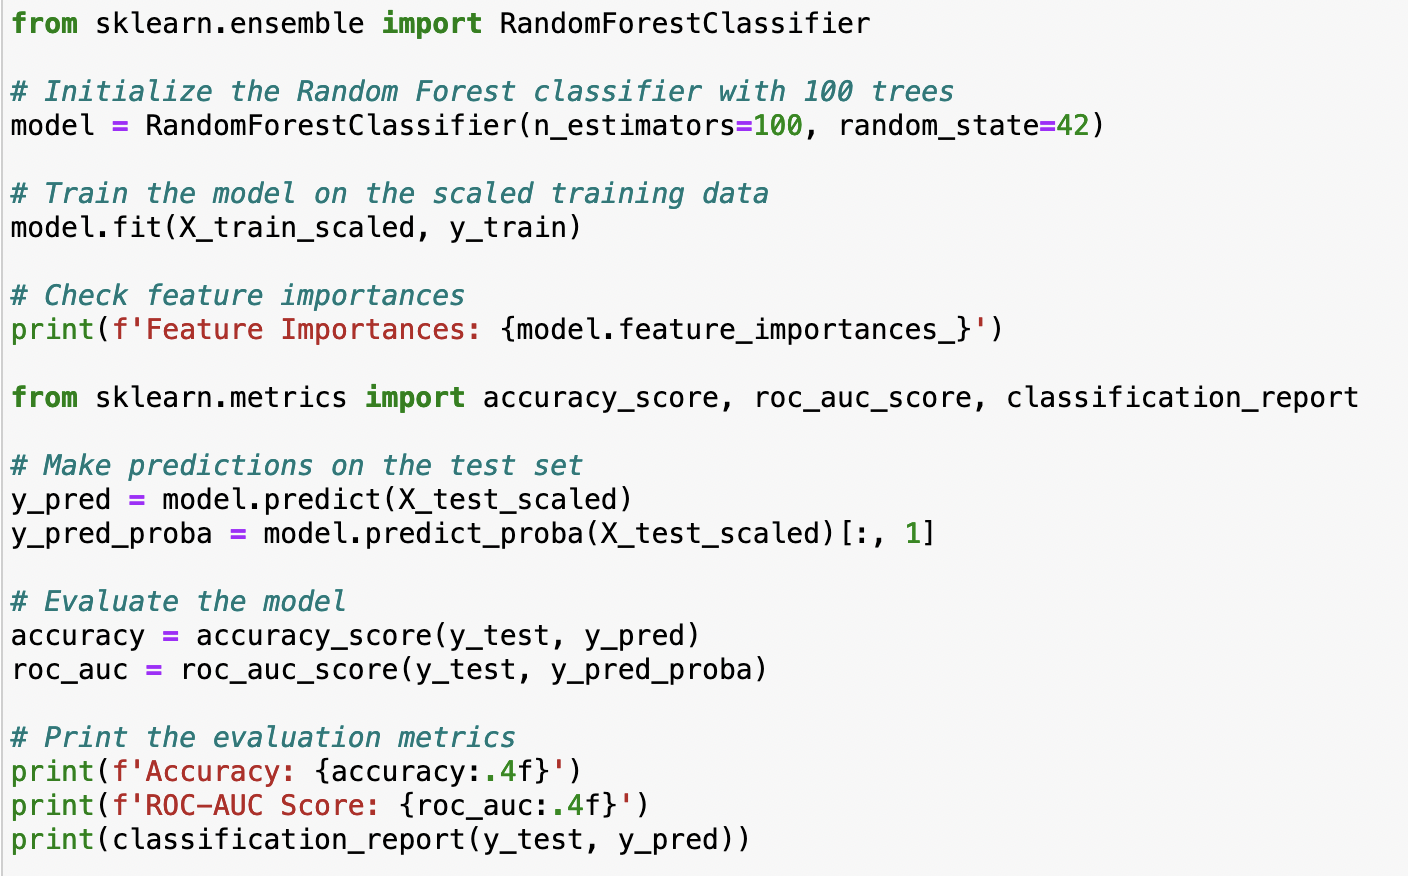 from sklearn.ensemble import RandomForestClassifier
# Initialize the Random Forest classifier with 100 trees
model = RandomForestClassifier(n_estimators=100, random_state=42)
# Train the model on the scaled training data
model.fit(X_train_scaled, y_train)
# Check feature importances
print(f'Feature Importances: {model.feature_importances_}')
from sklearn.metrics import accuracy_score, roc_auc_score, classification_report
# Make predictions on the test set
y_pred = model.predict(X_test_scaled)
y_pred_proba = model.predict_proba(X_test_scaled)[:, 1]
# Evaluate the model
accuracy = accuracy_score(y_test, y_pred)
roc_auc = roc_auc_score(y_test, y_pred_proba)
# Print the evaluation metrics
print(f'Accuracy: {accuracy:.4f}')
print(f'ROC-AUC Score: {roc_auc:.4f}')
print(classification_report(y_test, y_pred))